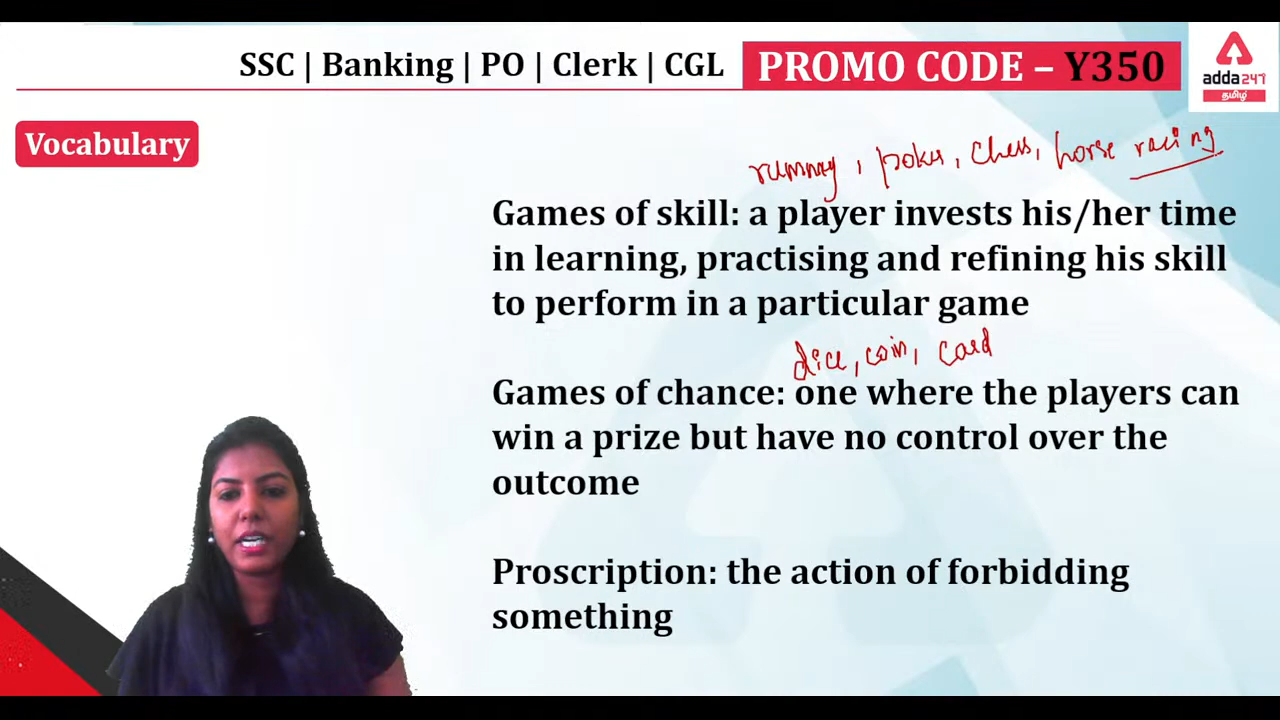 SSC | Banking | PO | Clerk | CGL
PROMO CODE – Y350
adda247
தமிழ்
Vocabulary
rummy, poker, chess, horse racing
Games of skill: a player invests his/her time
in learning, practising and refining his skill
to perform in a particular game
dice, coin, card
Games of chance: one where the players can
win a prize but have no control over the
outcome
Proscription: the action of forbidding
something